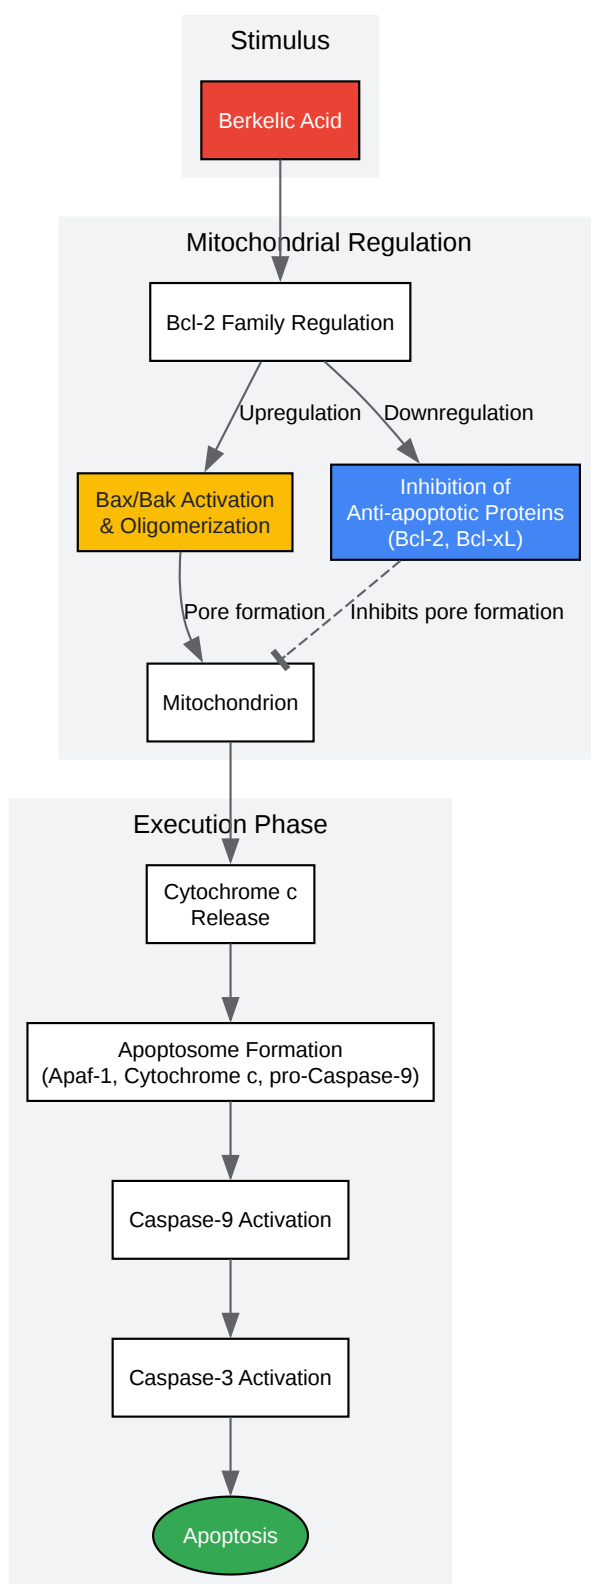 Stimulus
Berkelic Acid
Mitochondrial Regulation
Bcl-2 Family Regulation
Upregulation
Downregulation
Bax/Bak Activation
& Oligomerization
Inhibition of
Anti-apoptotic Proteins
(Bcl-2, Bcl-xL)
Pore formation
Inhibits pore formation
Mitochondrion
Execution Phase
Cytochrome c
Release
Apoptosome Formation
(Apaf-1, Cytochrome c, pro-Caspase-9)
Caspase-9 Activation
Caspase-3 Activation
Apoptosis